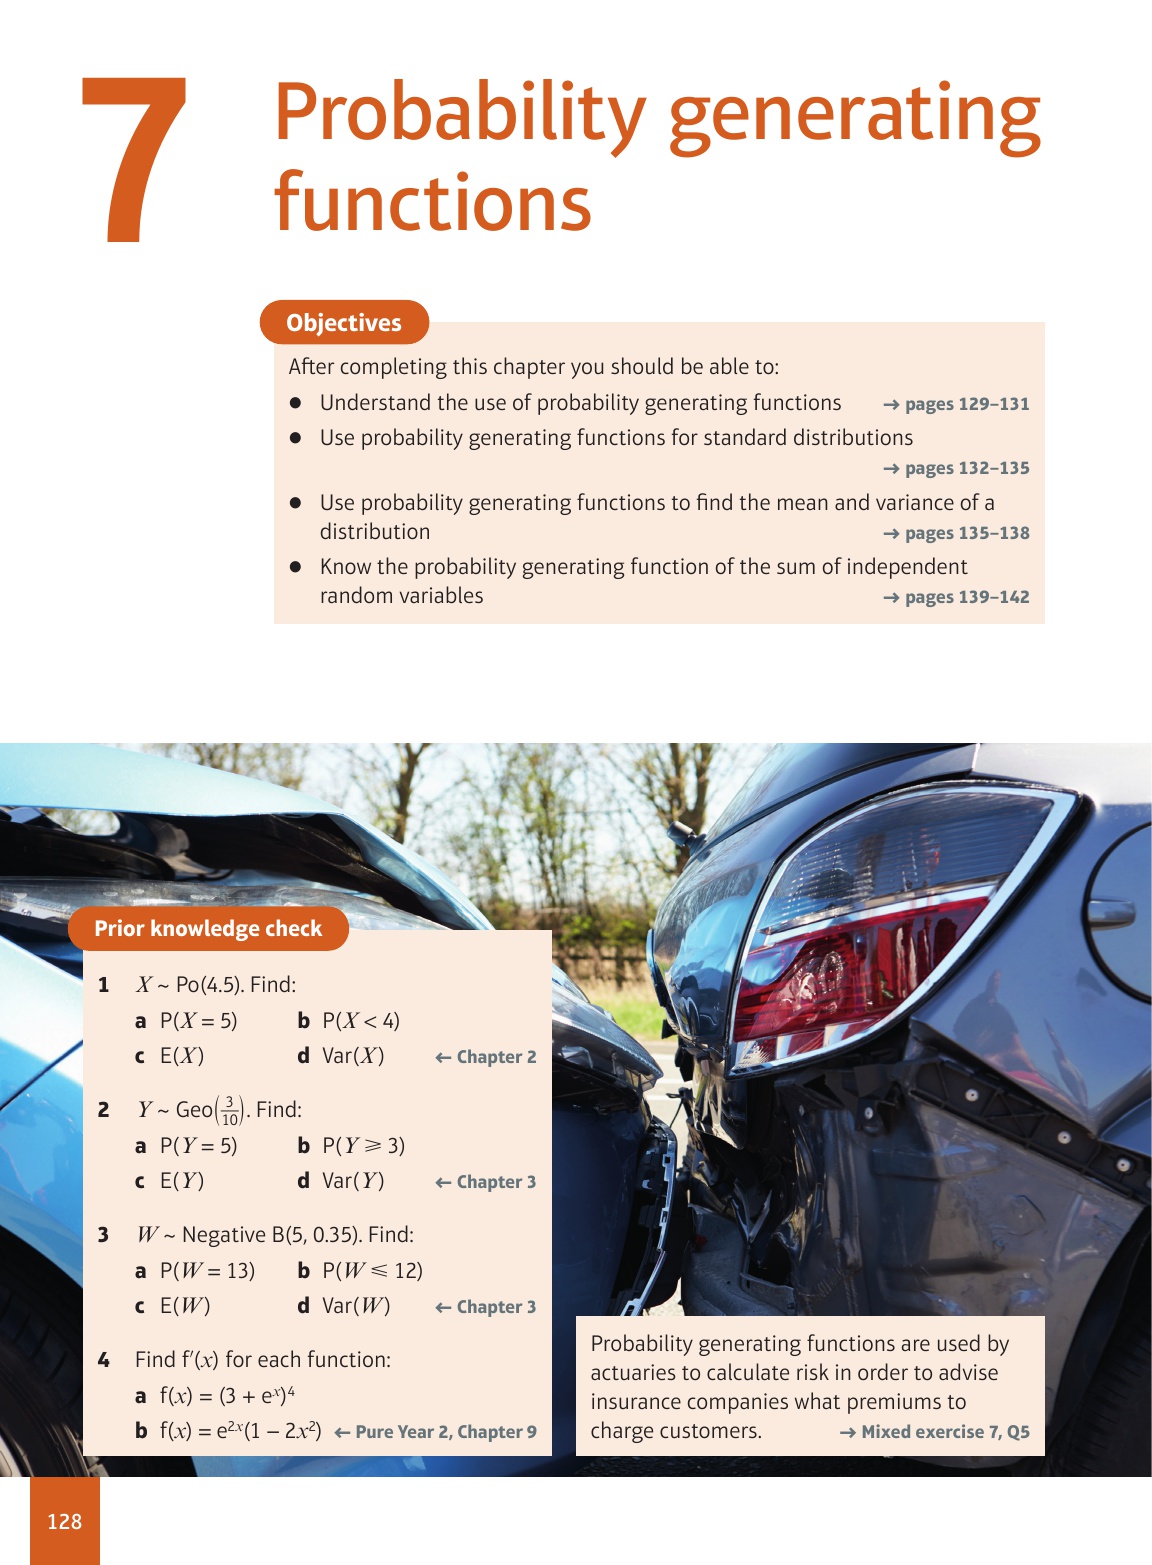 7
Probability generating
functions
Objectives
After completing this chapter you should be able to:
● Understand the use of probability generating functions → pages 129–131
● Use probability generating functions for standard distributions
→ pages 132–135
● Use probability generating functions to find the mean and variance of a
distribution → pages 135–138
● Know the probability generating function of the sum of independent
random variables → pages 139–142
Prior knowledge check
1 X ~ Po(4.5). Find:
a P(X = 5) b P(X < 4)
c E(X) d Var(X) ← Chapter 2
2 Y ~ Geo(3/10). Find:
a P(Y = 5) b P(Y ⩾ 3)
c E(Y) d Var(Y) ← Chapter 3
3 W ~ Negative B(5, 0.35). Find:
a P(W = 13) b P(W ⩽ 12)
c E(W) d Var(W) ← Chapter 3
4 Find f′(x) for each function:
a f(x) = (3 + eˣ)⁴
b f(x) = e²ˣ(1 − 2x²) ← Pure Year 2, Chapter 9
Probability generating functions are used by
actuaries to calculate risk in order to advise
insurance companies what premiums to
charge customers. → Mixed exercise 7, Q5
128